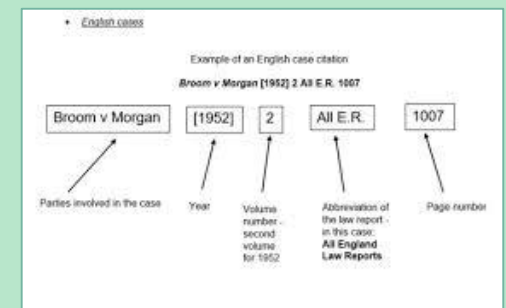 • English cases
Example of an English case citation
Broom v Morgan [1952] 2 All E.R. 1007
Broom v Morgan [1952] 2 All E.R. 1007
Parties involved in the case
Year
Volume
number -
second
volume
for 1952
Abbreviation of
the law report -
in this case:
All England
Law Reports
Page number